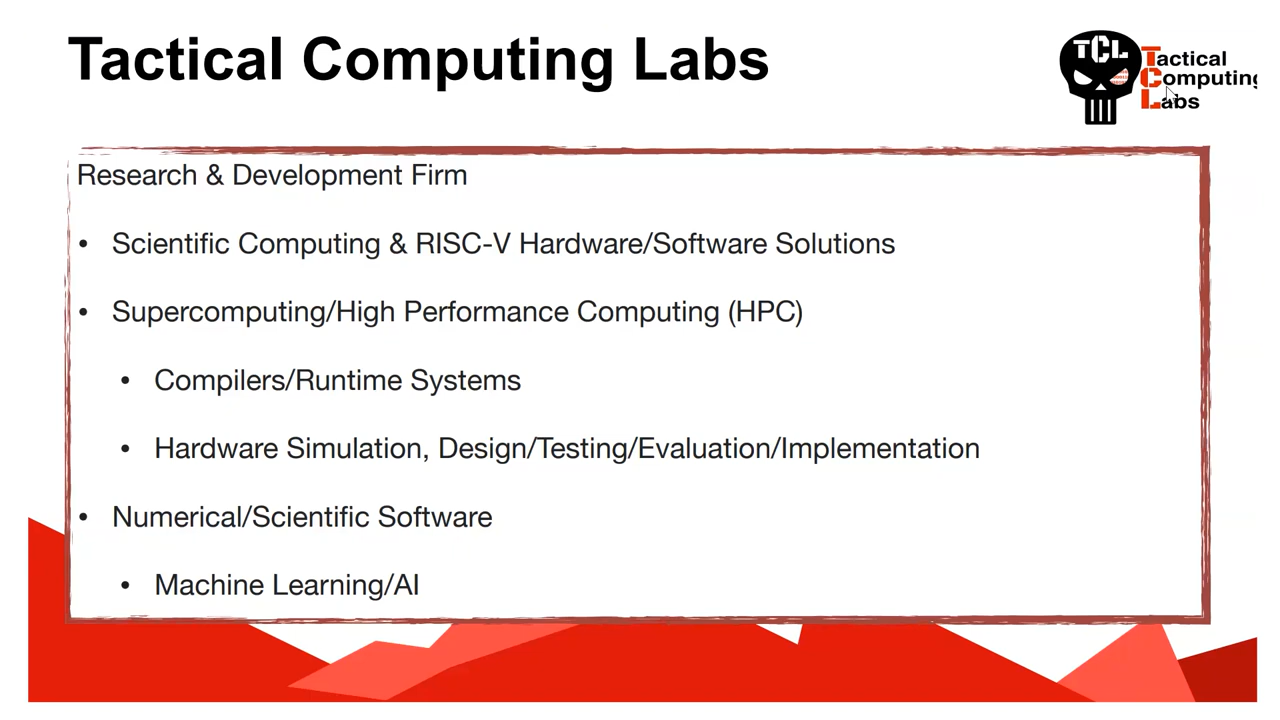 Tactical Computing Labs
TCL
Tactical
Computing
Labs
Research & Development Firm
• Scientific Computing & RISC-V Hardware/Software Solutions
• Supercomputing/High Performance Computing (HPC)
• Compilers/Runtime Systems
• Hardware Simulation, Design/Testing/Evaluation/Implementation
• Numerical/Scientific Software
• Machine Learning/AI